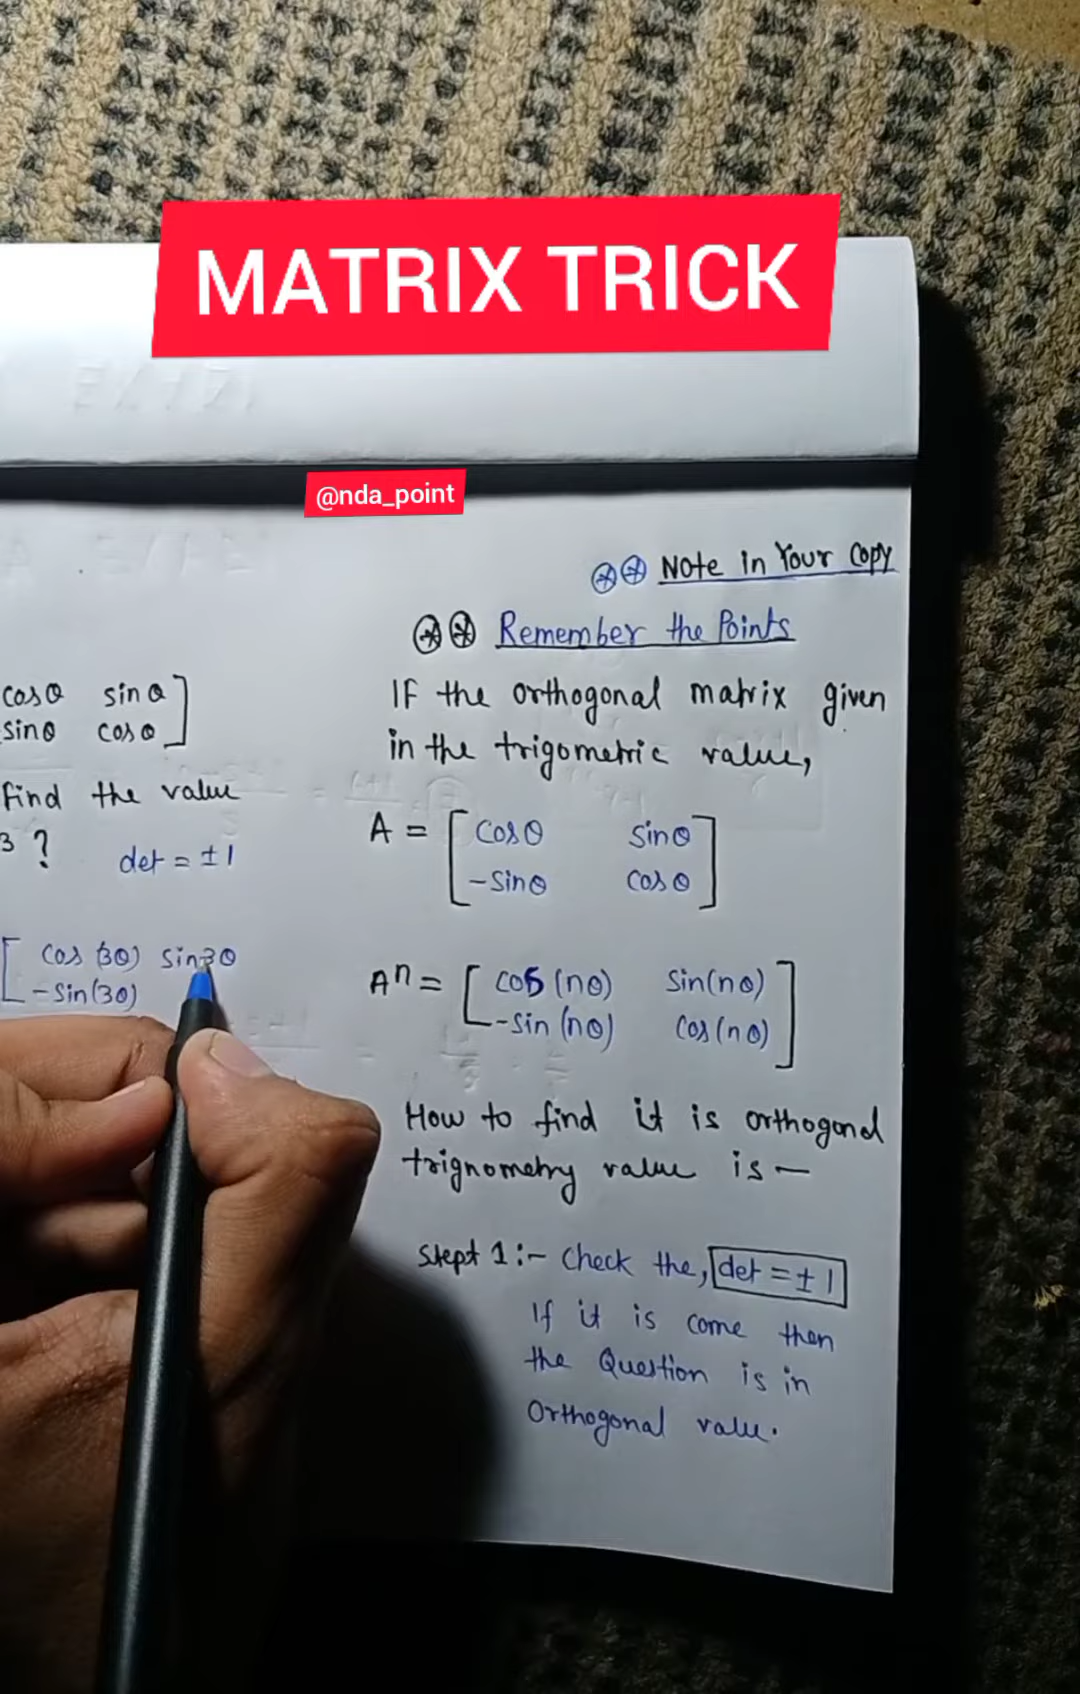 MATRIX TRICK
@nda_point
Note in Your Copy
Remember the Points
cosθ sinθ
sinθ cosθ
find the value
3 ?
det = ±1
cos (3θ) sin3θ
-sin(3θ)
IF the orthogonal matrix given
in the trigometric value,
A = [ cosθ sinθ
-sinθ cosθ ]
Aⁿ = [ cos (nθ) sin(nθ)
-sin (nθ) cos(nθ) ]
How to find it is orthogonal
trignometry value is -
Stept 1:- Check the, det = ±1
If it is come then
the Question is in
Orthogonal value.